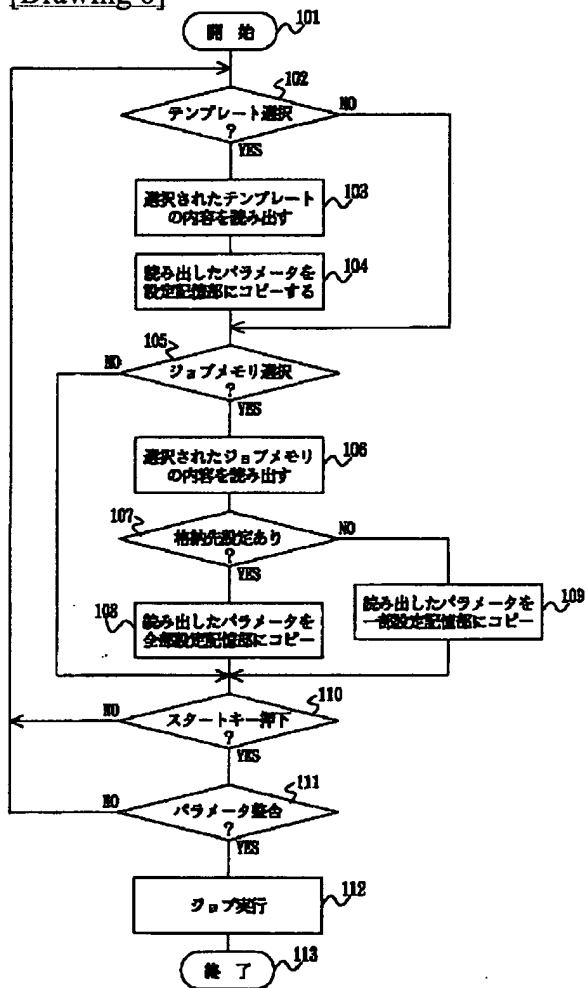 [Drawing 6]
開 始
101
102
テンプレート選択
?
NO
YES
選択されたテンプレート
の内容を読み出す
103
読み出したパラメータを
設定記憶部にコピーする
104
105
NO
ジョブメモリ選択
?
YES
選択されたジョブメモリ
の内容を読み出す
106
107
格納先設定あり
?
NO
YES
108
読み出したパラメータを
全部設定記憶部にコピー
読み出したパラメータを
一部設定記憶部にコピー
109
110
NO
スタートキー押下
?
YES
111
NO
パラメータ整合
?
YES
ジョブ実行
112
終 了
113